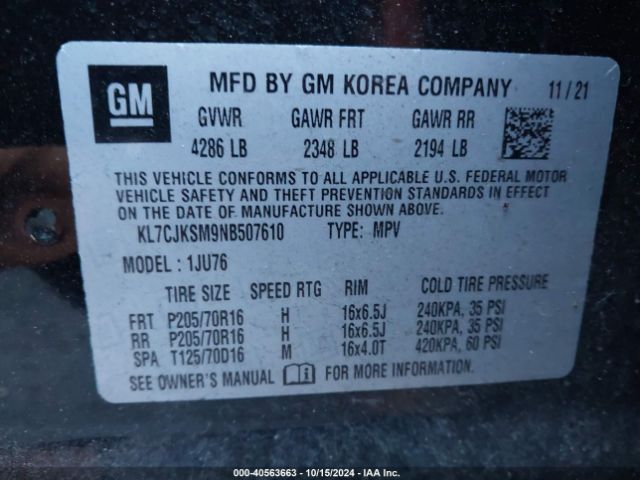 GM MFD BY GM KOREA COMPANY 11/21
GVWR GAWR FRT GAWR RR
4286 LB 2348 LB 2194 LB
THIS VEHICLE CONFORMS TO ALL APPLICABLE U.S. FEDERAL MOTOR
VEHICLE SAFETY AND THEFT PREVENTION STANDARDS IN EFFECT
ON THE DATE OF MANUFACTURE SHOWN ABOVE.
KL7CJKSM9NB507610 TYPE: MPV
MODEL: 1JU76
TIRE SIZE SPEED RTG RIM COLD TIRE PRESSURE
FRT P205/70R16 H 16x6.5J 240KPA, 35 PSI
RR P205/70R16 H 16x6.5J 240KPA, 35 PSI
SPA T125/70D16 M 16x4.0T 420KPA, 60 PSI
SEE OWNER'S MANUAL FOR MORE INFORMATION.
000-40563663 - 10/15/2024 - IAA Inc.